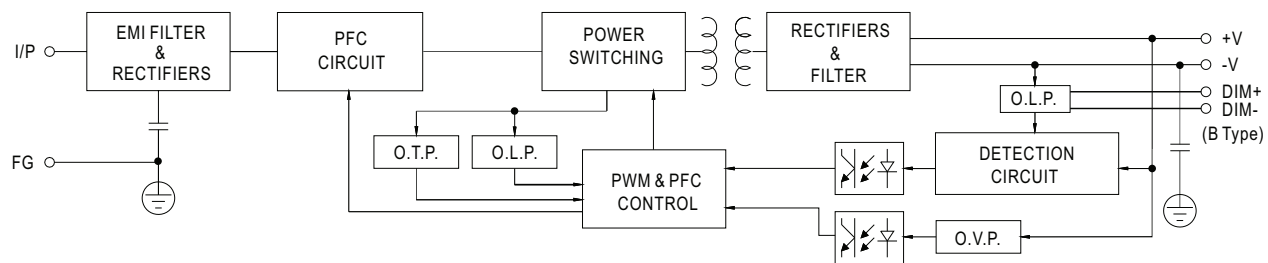 I/P
EMI FILTER
&
RECTIFIERS
PFC
CIRCUIT
POWER
SWITCHING
RECTIFIERS
&
FILTER
+V
-V
DIM+
DIM-
(B Type)
O.L.P.
FG
O.T.P.
O.L.P.
PWM & PFC
CONTROL
DETECTION
CIRCUIT
O.V.P.